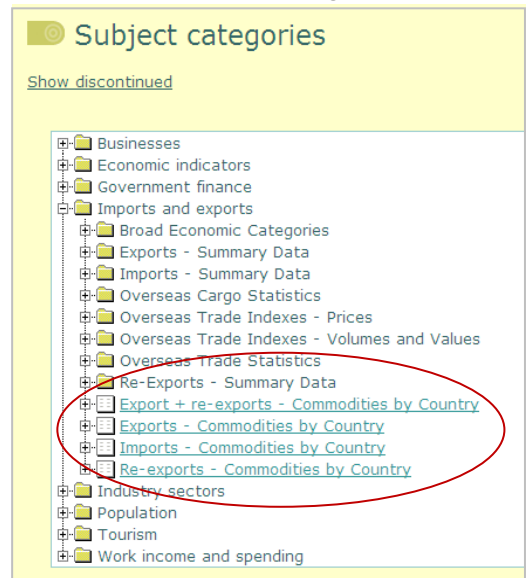 Subject categories
Show discontinued
Businesses
Economic indicators
Government finance
Imports and exports
Broad Economic Categories
Exports - Summary Data
Imports - Summary Data
Overseas Cargo Statistics
Overseas Trade Indexes - Prices
Overseas Trade Indexes - Volumes and Values
Overseas Trade Statistics
Re-Exports - Summary Data
Export + re-exports - Commodities by Country
Exports - Commodities by Country
Imports - Commodities by Country
Re-exports - Commodities by Country
Industry sectors
Population
Tourism
Work income and spending